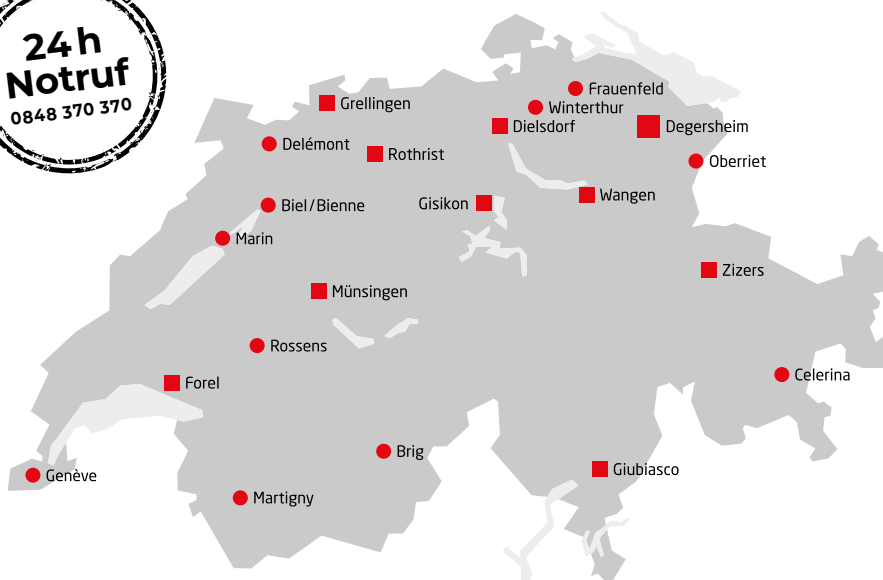 24 h
Notruf
0848 370 370
Frauenfeld
Grellingen
Winterthur
Dielsdorf
Degersheim
Delémont
Rothrist
Oberriet
Wangen
Biel/Bienne
Gisikon
Marin
Zizers
Münsingen
Rossens
Forel
Celerina
Brig
Giubiasco
Genève
Martigny